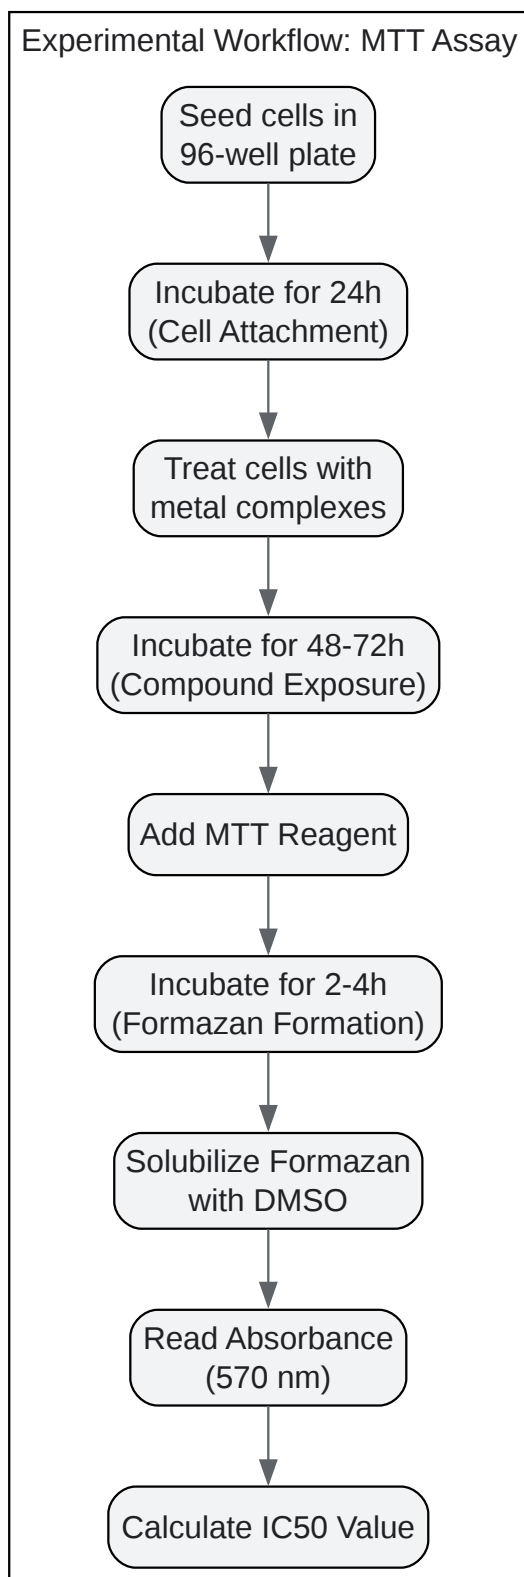 Experimental Workflow: MTT Assay
Seed cells in
96-well plate
Incubate for 24h
(Cell Attachment)
Treat cells with
metal complexes
Incubate for 48-72h
(Compound Exposure)
Add MTT Reagent
Incubate for 2-4h
(Formazan Formation)
Solubilize Formazan
with DMSO
Read Absorbance
(570 nm)
Calculate IC50 Value